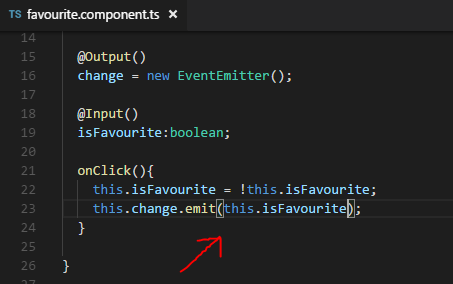 TS favourite.component.ts ×
14
15 @Output()
16 change = new EventEmitter();
17
18 @Input()
19 isFavourite:boolean;
20
21 onClick(){
22 this.isFavourite = !this.isFavourite;
23 this.change.emit(this.isFavourite);
24 }
25
26 }
27